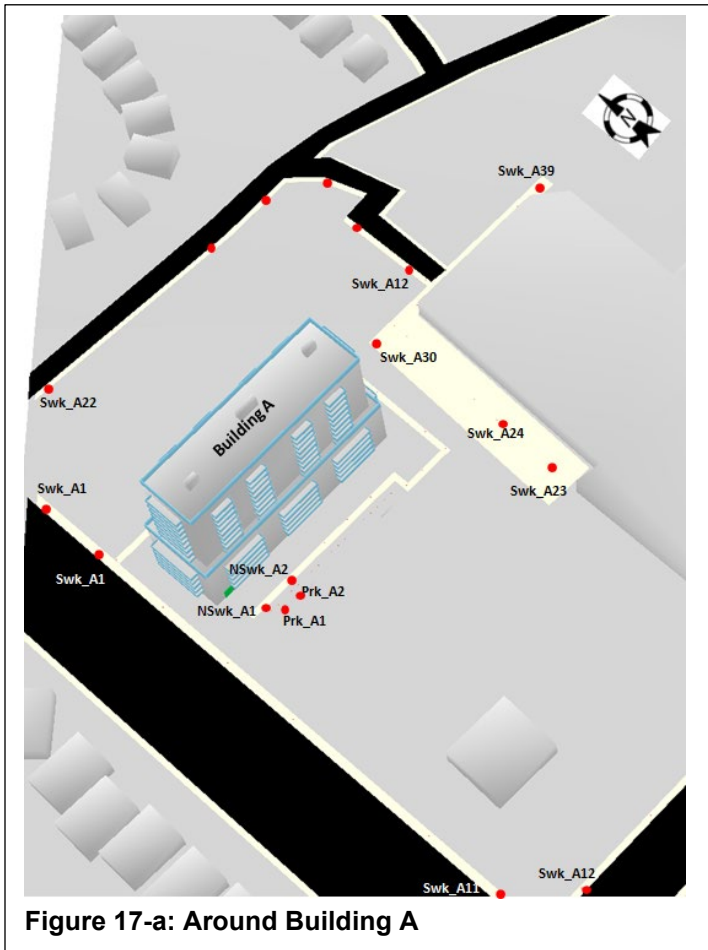 N
Swk_A39
Swk_A12
Swk_A30
Swk_A22
Building A
Swk_A24
Swk_A23
Swk_A1
Swk_A1
NSwk_A2
Prk_A2
NSwk_A1
Prk_A1
Swk_A12
Swk_A11
Figure 17-a: Around Building A